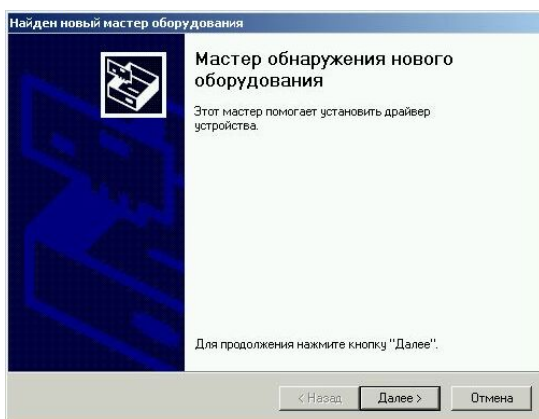 Найден новый мастер оборудования
Мастер обнаружения нового
оборудования
Этот мастер помогает установить драйвер
устройства.
Для продолжения нажмите кнопку "Далее".
< Назад
Далее >
Отмена